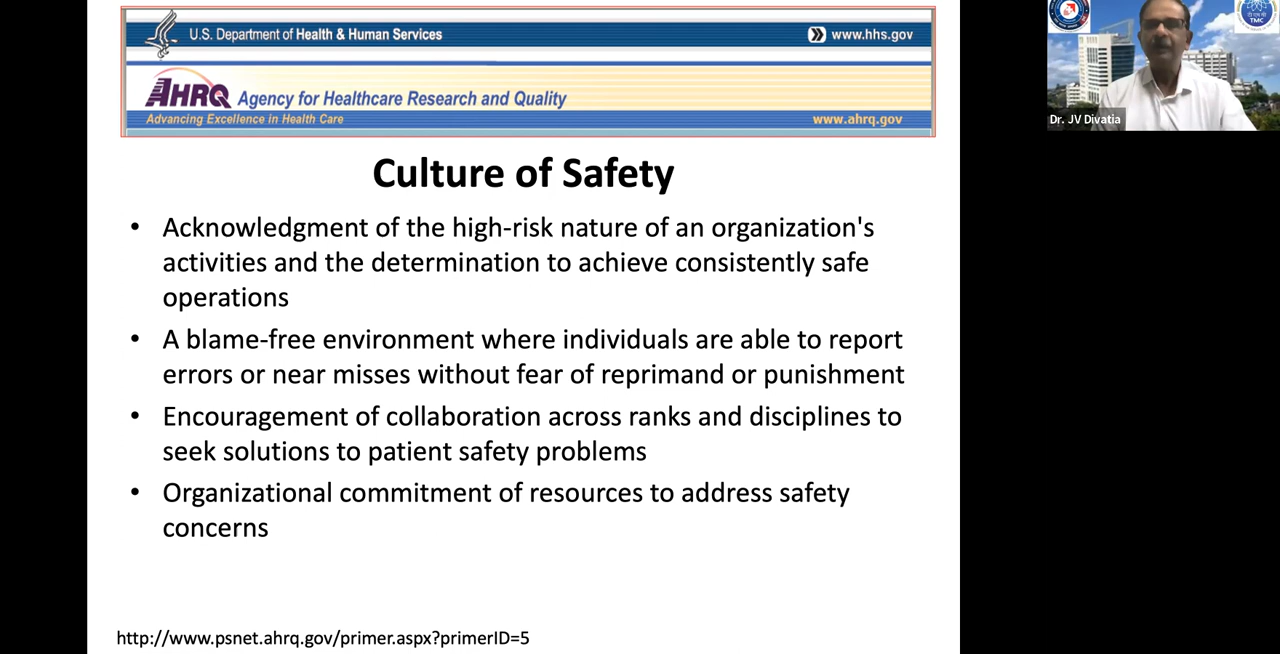 U.S. Department of Health & Human Services
www.hhs.gov
AHRQ Agency for Healthcare Research and Quality
Advancing Excellence in Health Care
www.ahrq.gov
TMC
Dr. JV Divatia
Culture of Safety
• Acknowledgment of the high-risk nature of an organization's
activities and the determination to achieve consistently safe
operations
• A blame-free environment where individuals are able to report
errors or near misses without fear of reprimand or punishment
• Encouragement of collaboration across ranks and disciplines to
seek solutions to patient safety problems
• Organizational commitment of resources to address safety
concerns
http://www.psnet.ahrq.gov/primer.aspx?primerID=5